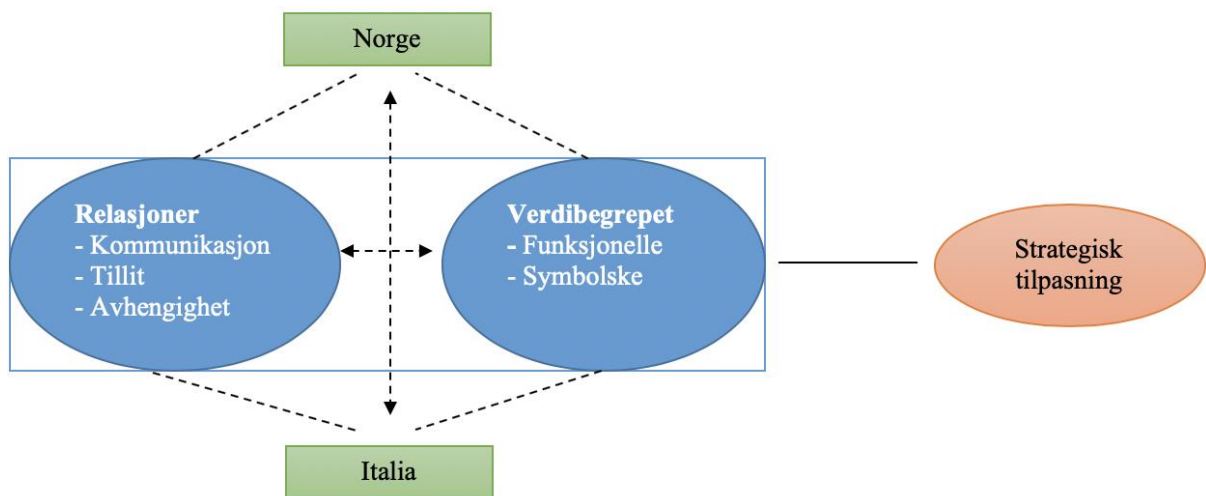 Norge
Relasjoner
- Kommunikasjon
- Tillit
- Avhengighet
Verdibegrepet
- Funksjonelle
- Symbolske
Strategisk
tilpasning
Italia